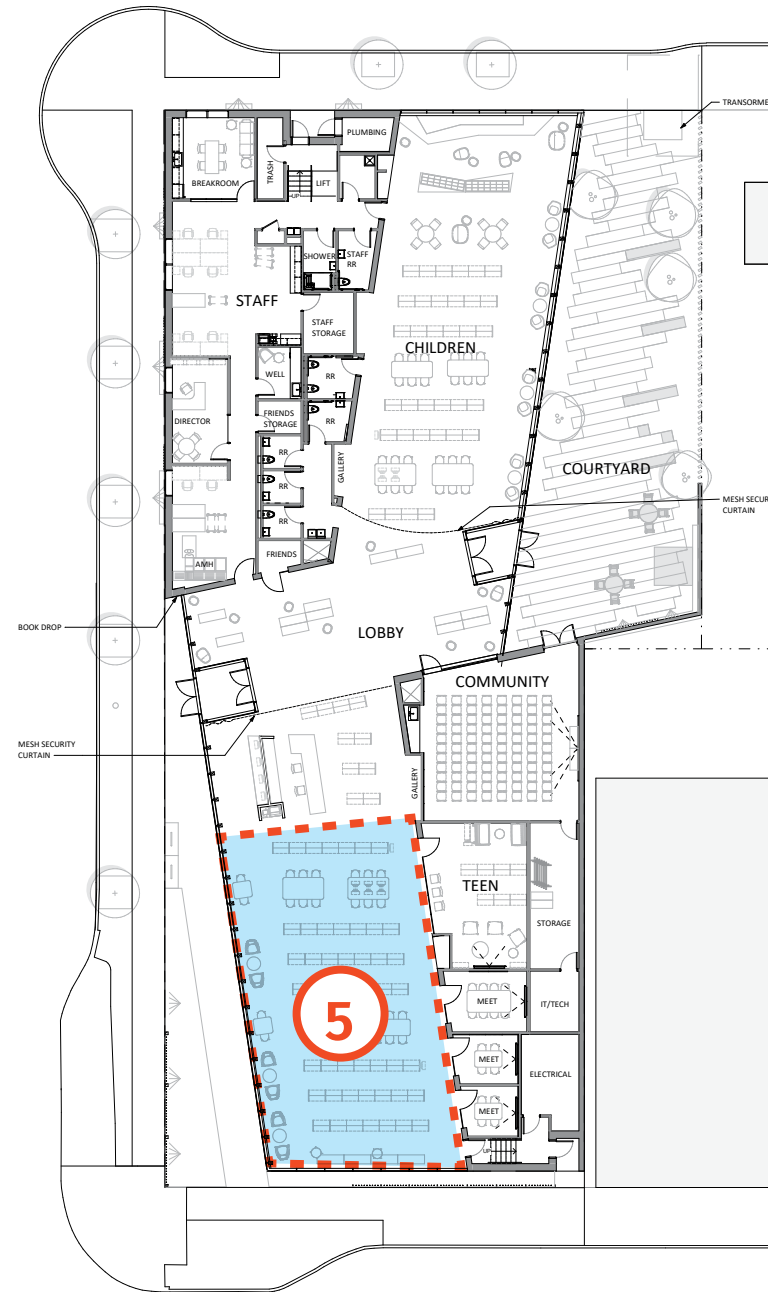 TRANSORME
PLUMBING
BREAKROOM
TRASH
LIFT
UP
SHOWER
STAFF
RR
STAFF
STAFF
STORAGE
CHILDREN
WELL
RR
DIRECTOR
FRIENDS
STORAGE
RR
RR
GALLERY
RR
RR
COURTYARD
MESH SECUR
CURTAIN
FRIENDS
AMH
BOOK DROP
LOBBY
COMMUNITY
MESH SECURITY
CURTAIN
GALLERY
TEEN
STORAGE
5
MEET
IT/TECH
MEET
ELECTRICAL
MEET
UP